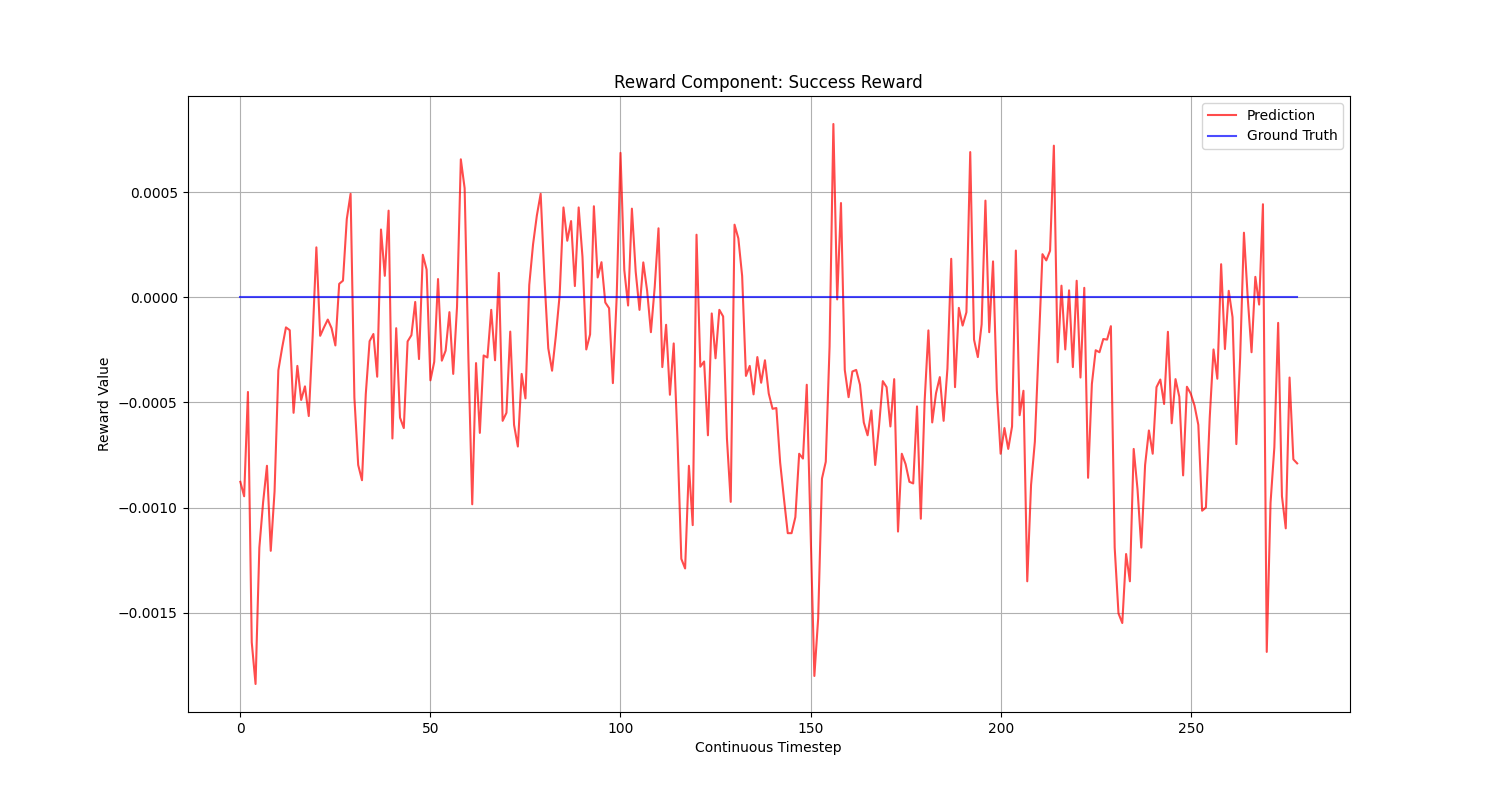 Reward Component: Success Reward
Prediction
Ground Truth
Reward Value
0.0005
0.0000
−0.0005
−0.0010
−0.0015
0 50 100 150 200 250
Continuous Timestep